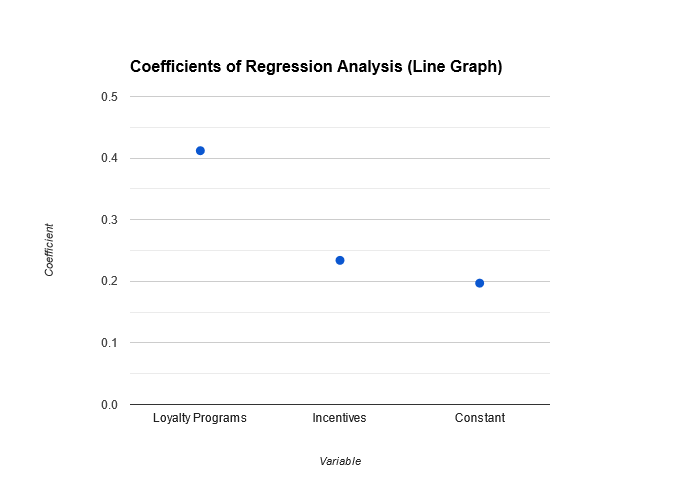 Coefficients of Regression Analysis (Line Graph)
0.5
0.4
0.3
0.2
0.1
0.0
Coefficient
Loyalty Programs
Incentives
Constant
Variable